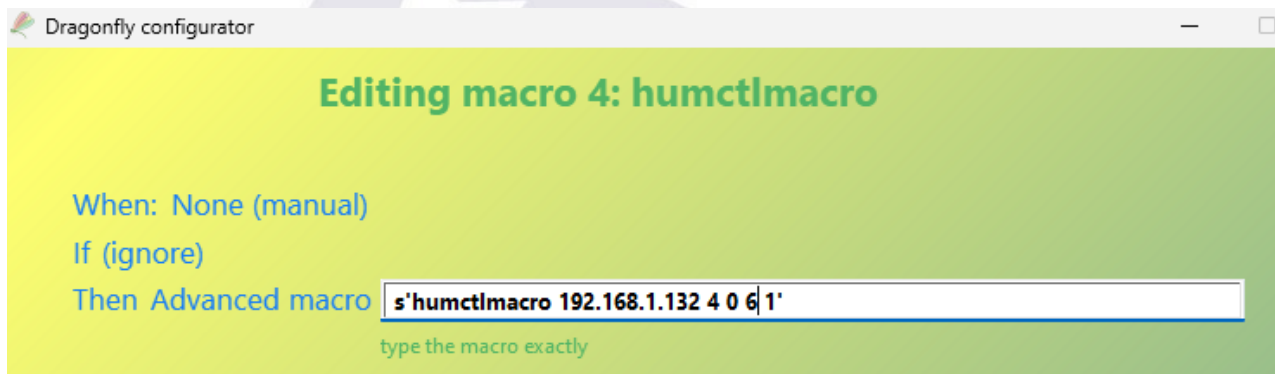 Dragonfly configurator
Editing macro 4: humctlmacro
When: None (manual)
If (ignore)
Then Advanced macro s'humctlmacro 192.168.1.132 4 0 6 1'
type the macro exactly